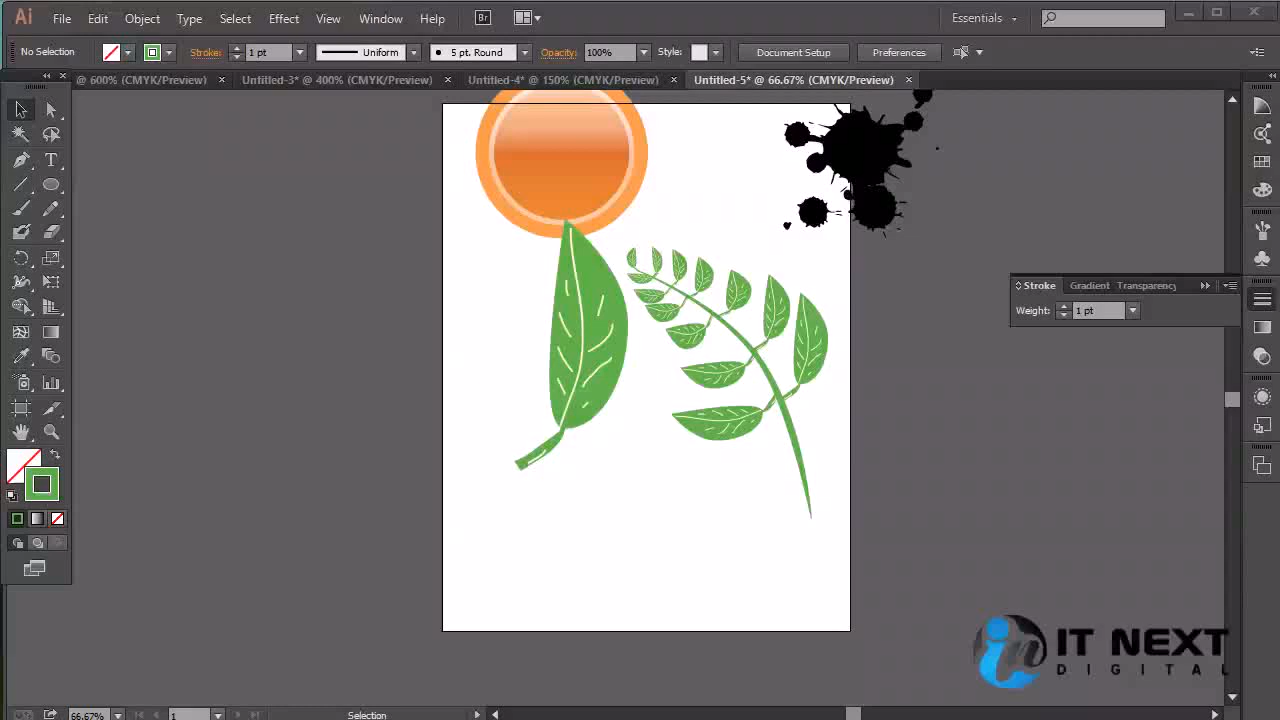 Ai File Edit Object Type Select Effect View Window Help Br Essentials
No Selection Stroke: 1 pt Uniform 5 pt. Round Opacity: 100% Style: Document Setup Preferences
@ 600% (CMYK/Preview) × Untitled-3* @ 400% (CMYK/Preview) × Untitled-4* @ 150% (CMYK/Preview) × Untitled-5* @ 66.67% (CMYK/Preview) ×
Stroke Gradient Transparency
Weight: 1 pt
in IT NEXT
DIGITAL
66.67% 1 Selection